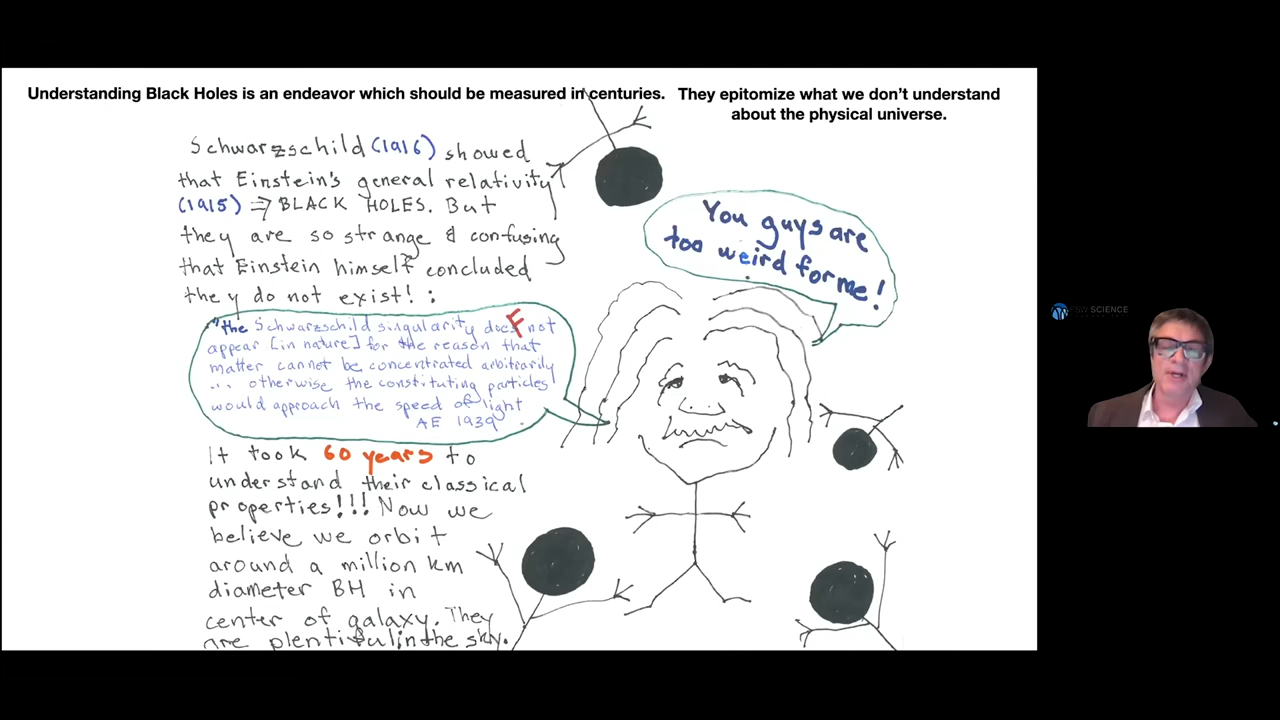 Understanding Black Holes is an endeavor which should be measured in centuries. They epitomize what we don't understand
about the physical universe.
Schwarzschild (1916) showed
that Einstein's general relativity
(1915) ⇒ BLACK HOLES. But
they are so strange & confusing
that Einstein himself concluded
they do not exist! :
"the Schwarzschild singularity does not
appear [in nature] for the reason that
matter cannot be concentrated arbitrarily
... otherwise the constituting particles
would approach the speed of light
AE 1939
F
You guys are
too weird for me!
It took 60 years to
understand their classical
properties!!! Now we
believe we orbit
around a million km
diameter BH in
center of galaxy. They
are plentiful in the sky.
SCIENCE